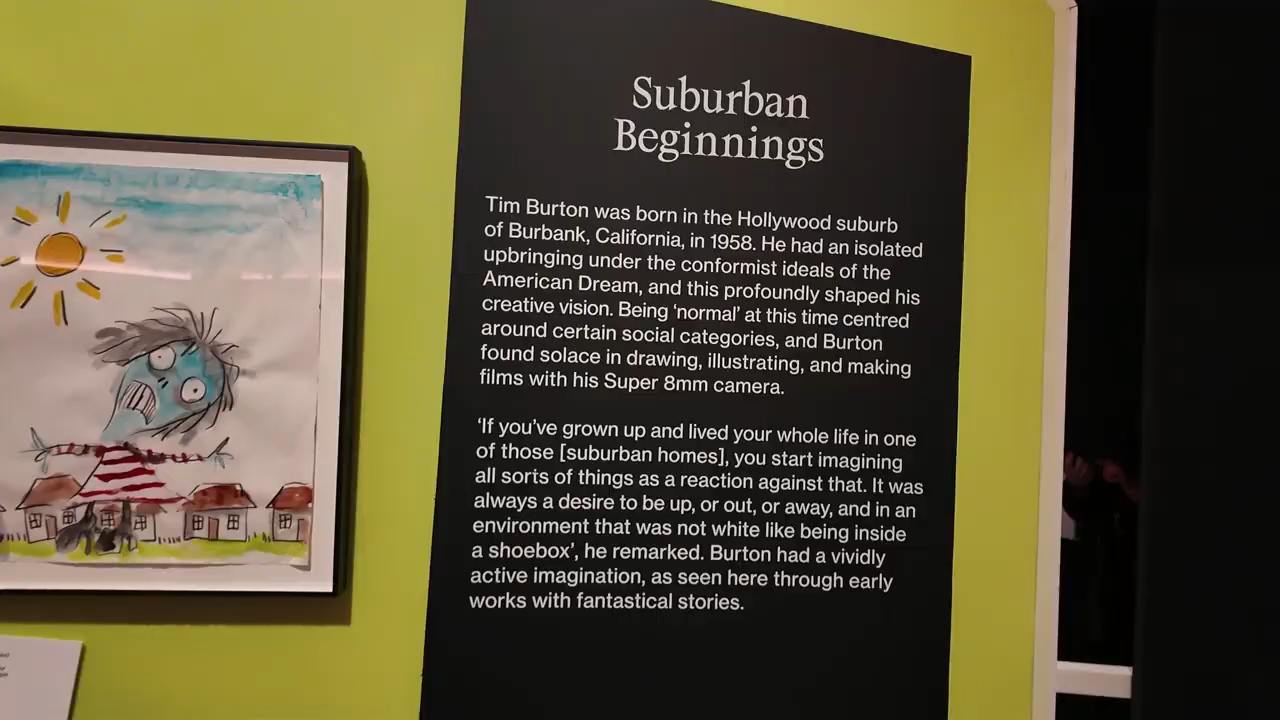 Suburban
Beginnings
Tim Burton was born in the Hollywood suburb
of Burbank, California, in 1958. He had an isolated
upbringing under the conformist ideals of the
American Dream, and this profoundly shaped his
creative vision. Being ‘normal’ at this time centred
around certain social categories, and Burton
found solace in drawing, illustrating, and making
films with his Super 8mm camera.
‘If you’ve grown up and lived your whole life in one
of those [suburban homes], you start imagining
all sorts of things as a reaction against that. It was
always a desire to be up, or out, or away, and in an
environment that was not white like being inside
a shoebox’, he remarked. Burton had a vividly
active imagination, as seen here through early
works with fantastical stories.